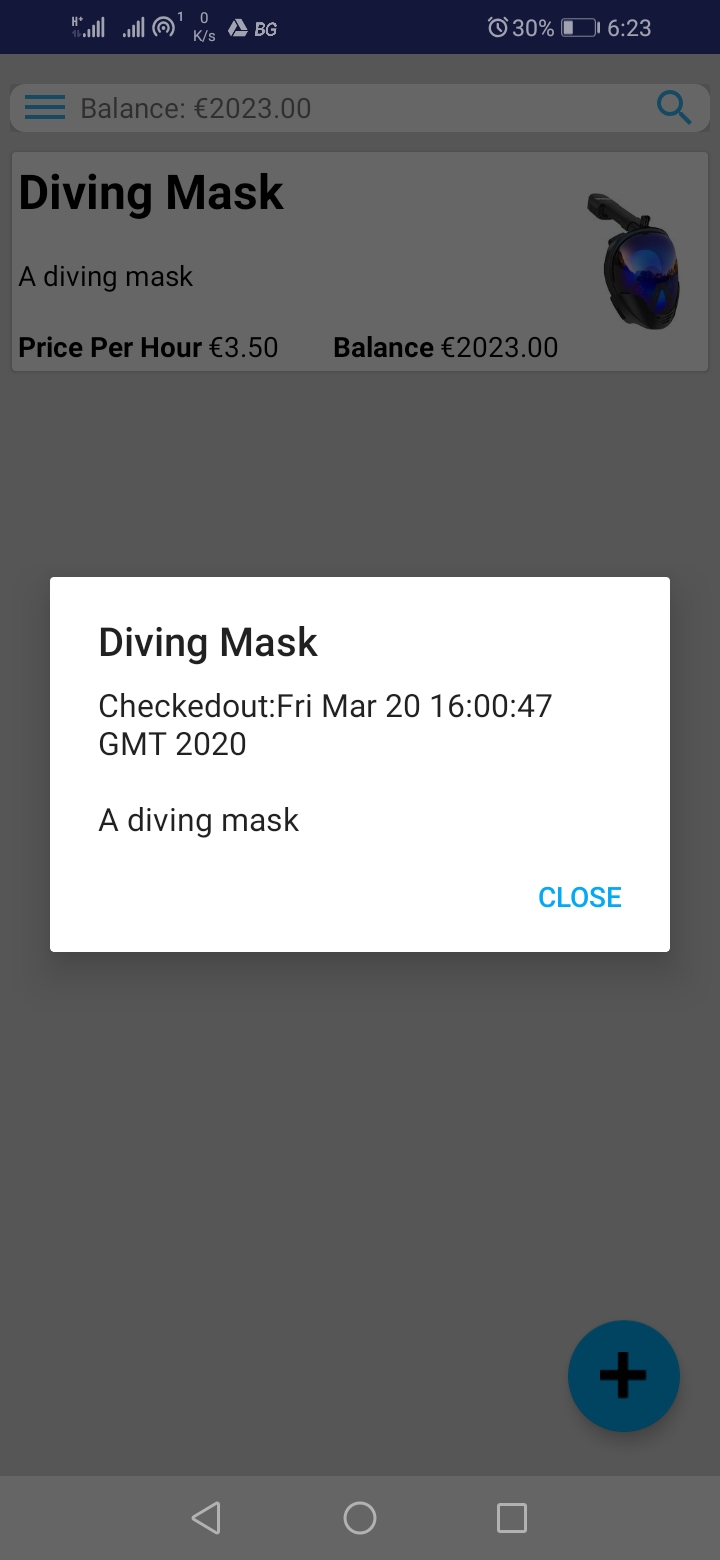 H+ 1 0 K/s BG 30% 6:23
Balance: €2023.00
Diving Mask
A diving mask
Price Per Hour €3.50 Balance €2023.00
Diving Mask
Checkedout:Fri Mar 20 16:00:47
GMT 2020
A diving mask
CLOSE